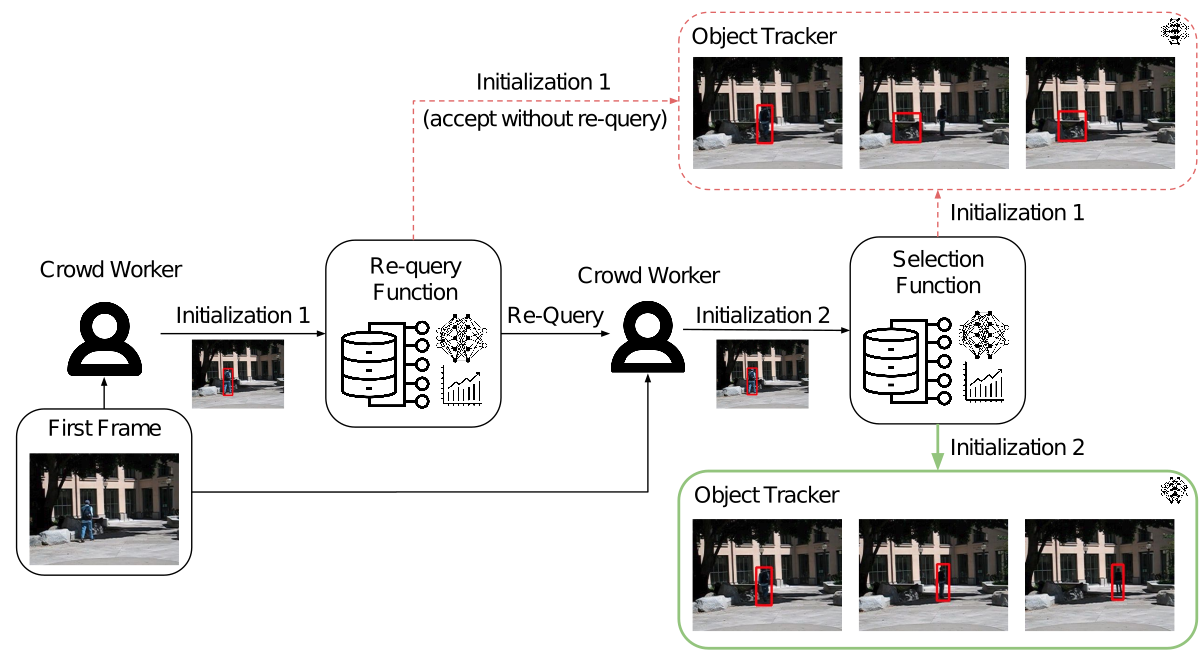 Object Tracker
Initialization 1
(accept without re-query)
Initialization 1
Crowd Worker
Initialization 1
Re-query
Function
Re-Query
Crowd Worker
Initialization 2
Selection
Function
First Frame
Initialization 2
Object Tracker